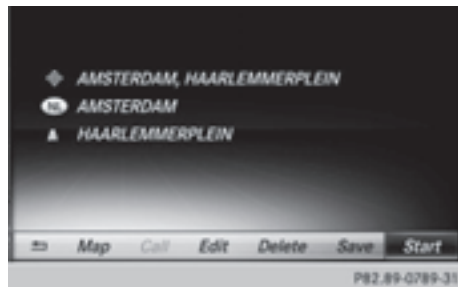 AMSTERDAM, HAARLEMMERPLEIN
NL AMSTERDAM
HAARLEMMERPLEIN
Map Call Edit Delete Save Start
P82.89-0789-31